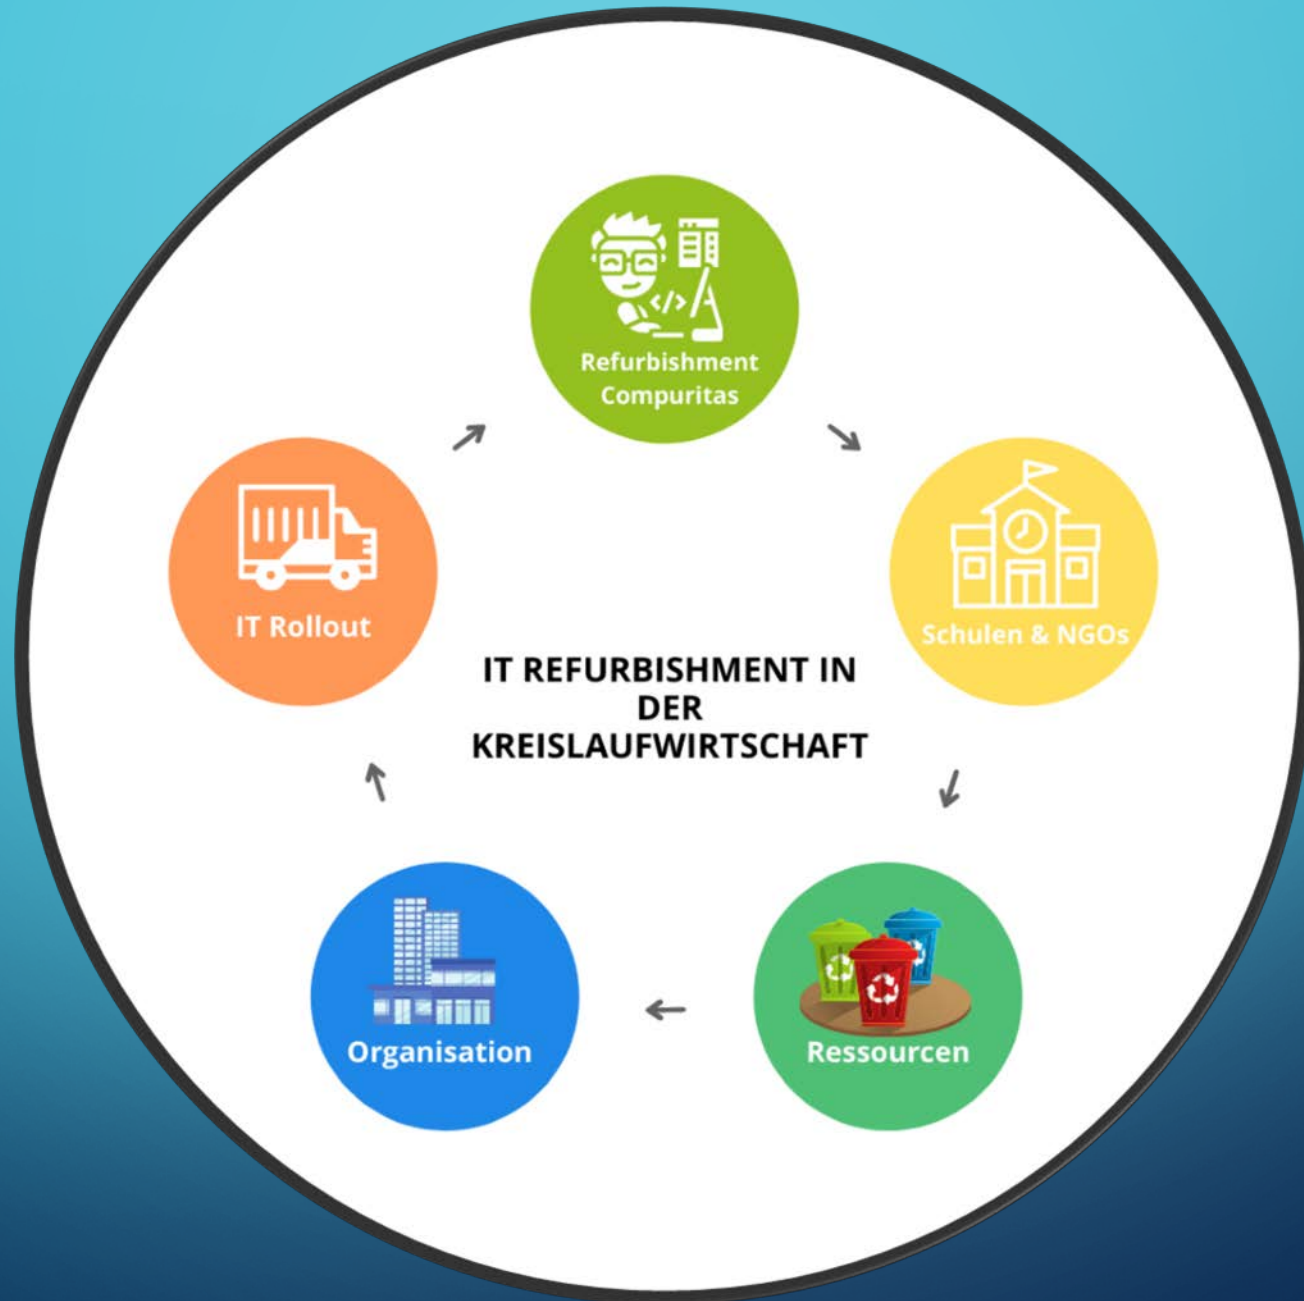 Refurbishment
Compuritas
IT Rollout
Schulen & NGOs
IT REFURBISHMENT IN
DER
KREISLAUFWIRTSCHAFT
Organisation
Ressourcen